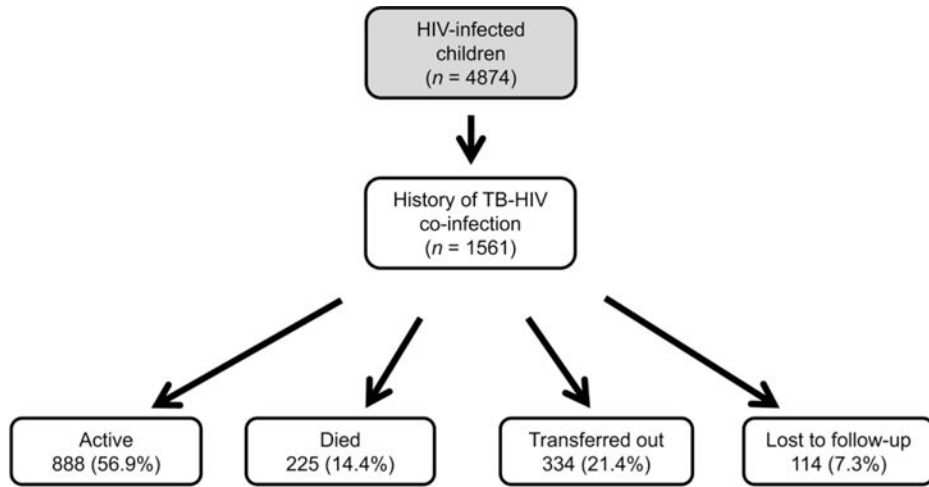 HIV-infected
children
(n = 4874)
History of TB-HIV
co-infection
(n = 1561)
Active
888 (56.9%)
Died
225 (14.4%)
Transferred out
334 (21.4%)
Lost to follow-up
114 (7.3%)